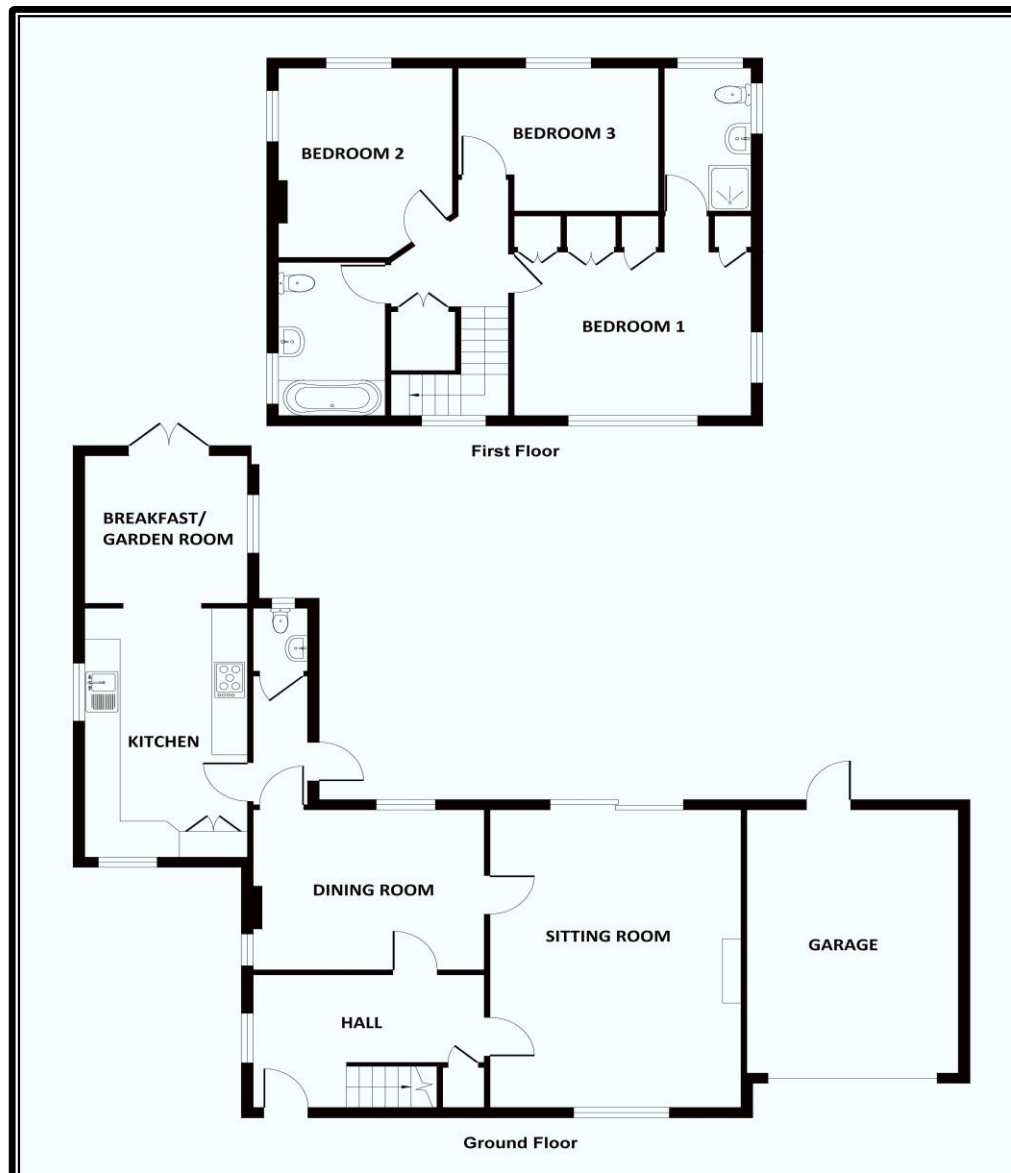 BEDROOM 3
BEDROOM 2
BEDROOM 1
First Floor
BREAKFAST/
GARDEN ROOM
KITCHEN
DINING ROOM
SITTING ROOM
GARAGE
HALL
Ground Floor